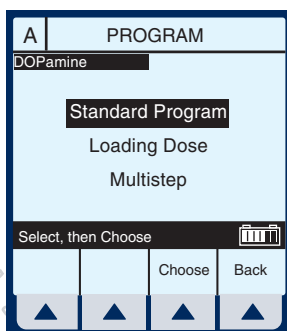 A PROGRAM
DOPamine
Standard Program
Loading Dose
Multistep
Select, then Choose
Choose Back